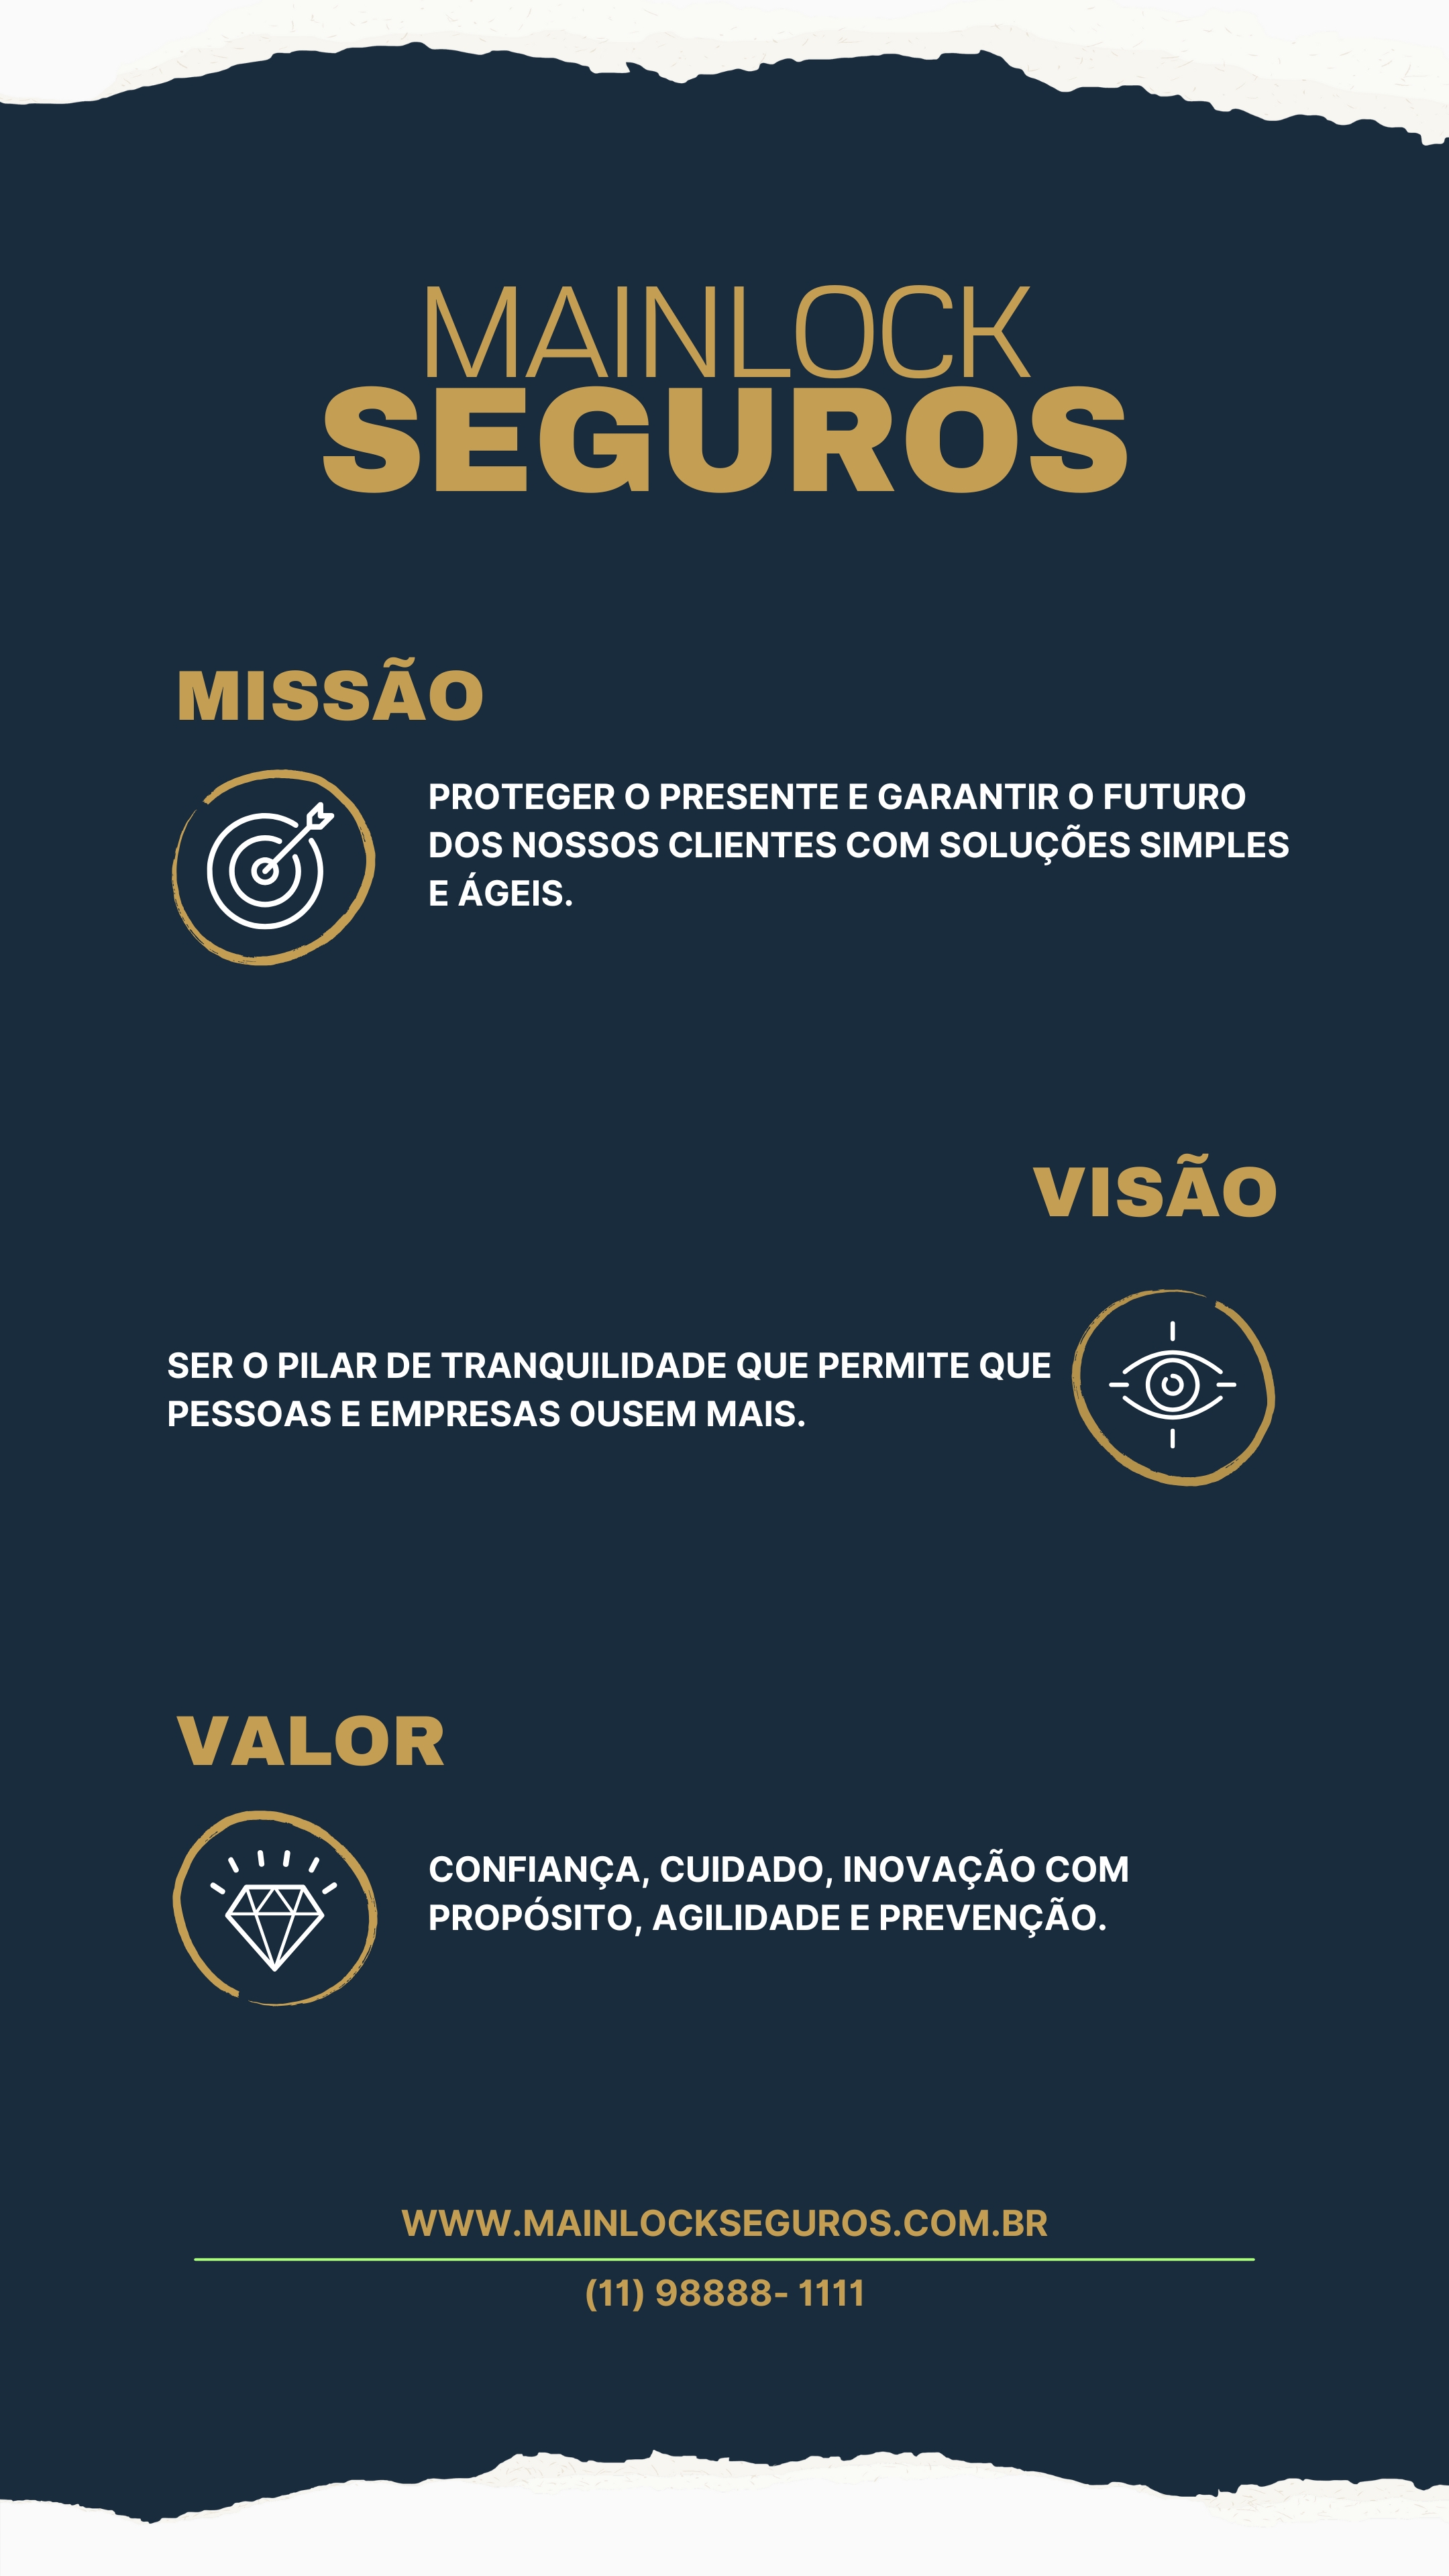 MAINLOCK
SEGUROS
MISSÃO
PROTEGER O PRESENTE E GARANTIR O FUTURO
DOS NOSSOS CLIENTES COM SOLUÇÕES SIMPLES
E ÁGEIS.
VISÃO
SER O PILAR DE TRANQUILIDADE QUE PERMITE QUE
PESSOAS E EMPRESAS OUSEM MAIS.
VALOR
CONFIANÇA, CUIDADO, INOVAÇÃO COM
PROPÓSITO, AGILIDADE E PREVENÇÃO.
WWW.MAINLOCKSEGUROS.COM.BR
(11) 98888- 1111